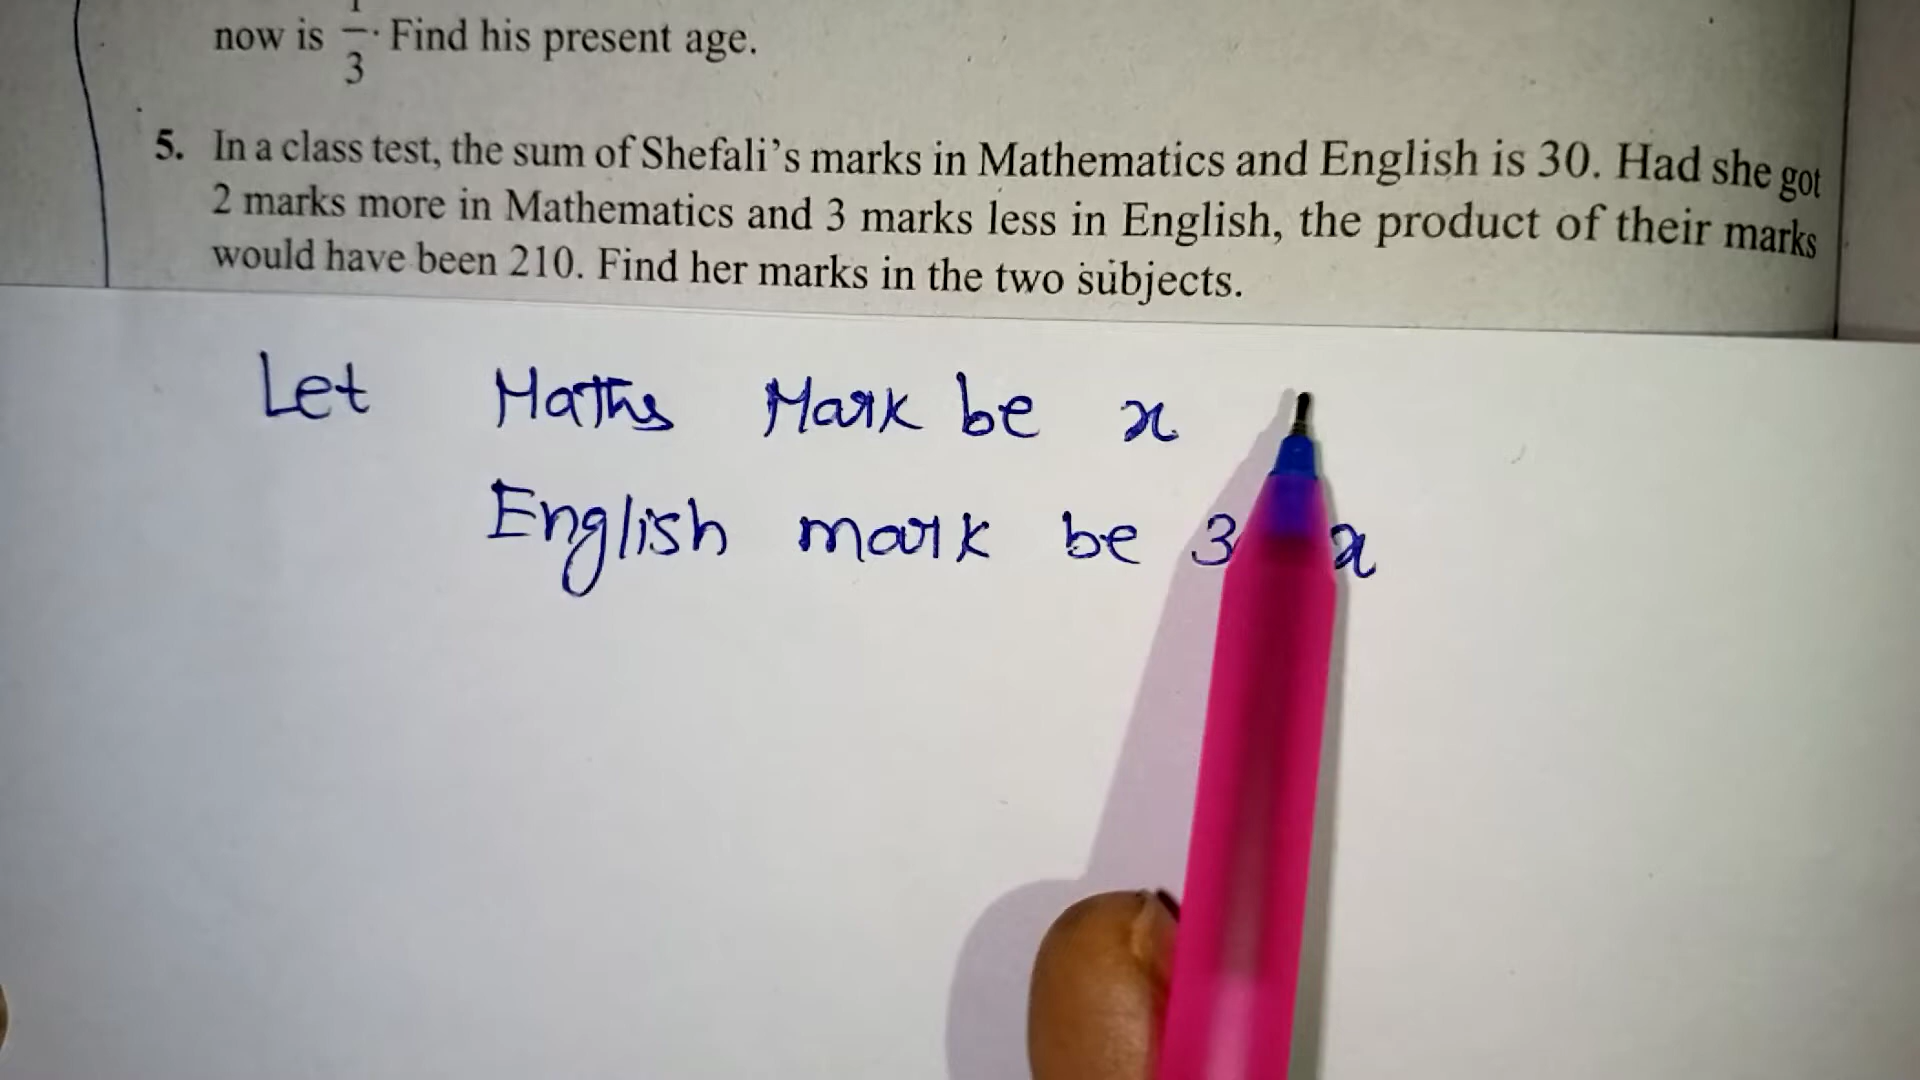 now is 1/3. Find his present age.
5. In a class test, the sum of Shefali's marks in Mathematics and English is 30. Had she got
2 marks more in Mathematics and 3 marks less in English, the product of their marks
would have been 210. Find her marks in the two subjects.
Let Maths Mark be x
English mark be 3 x